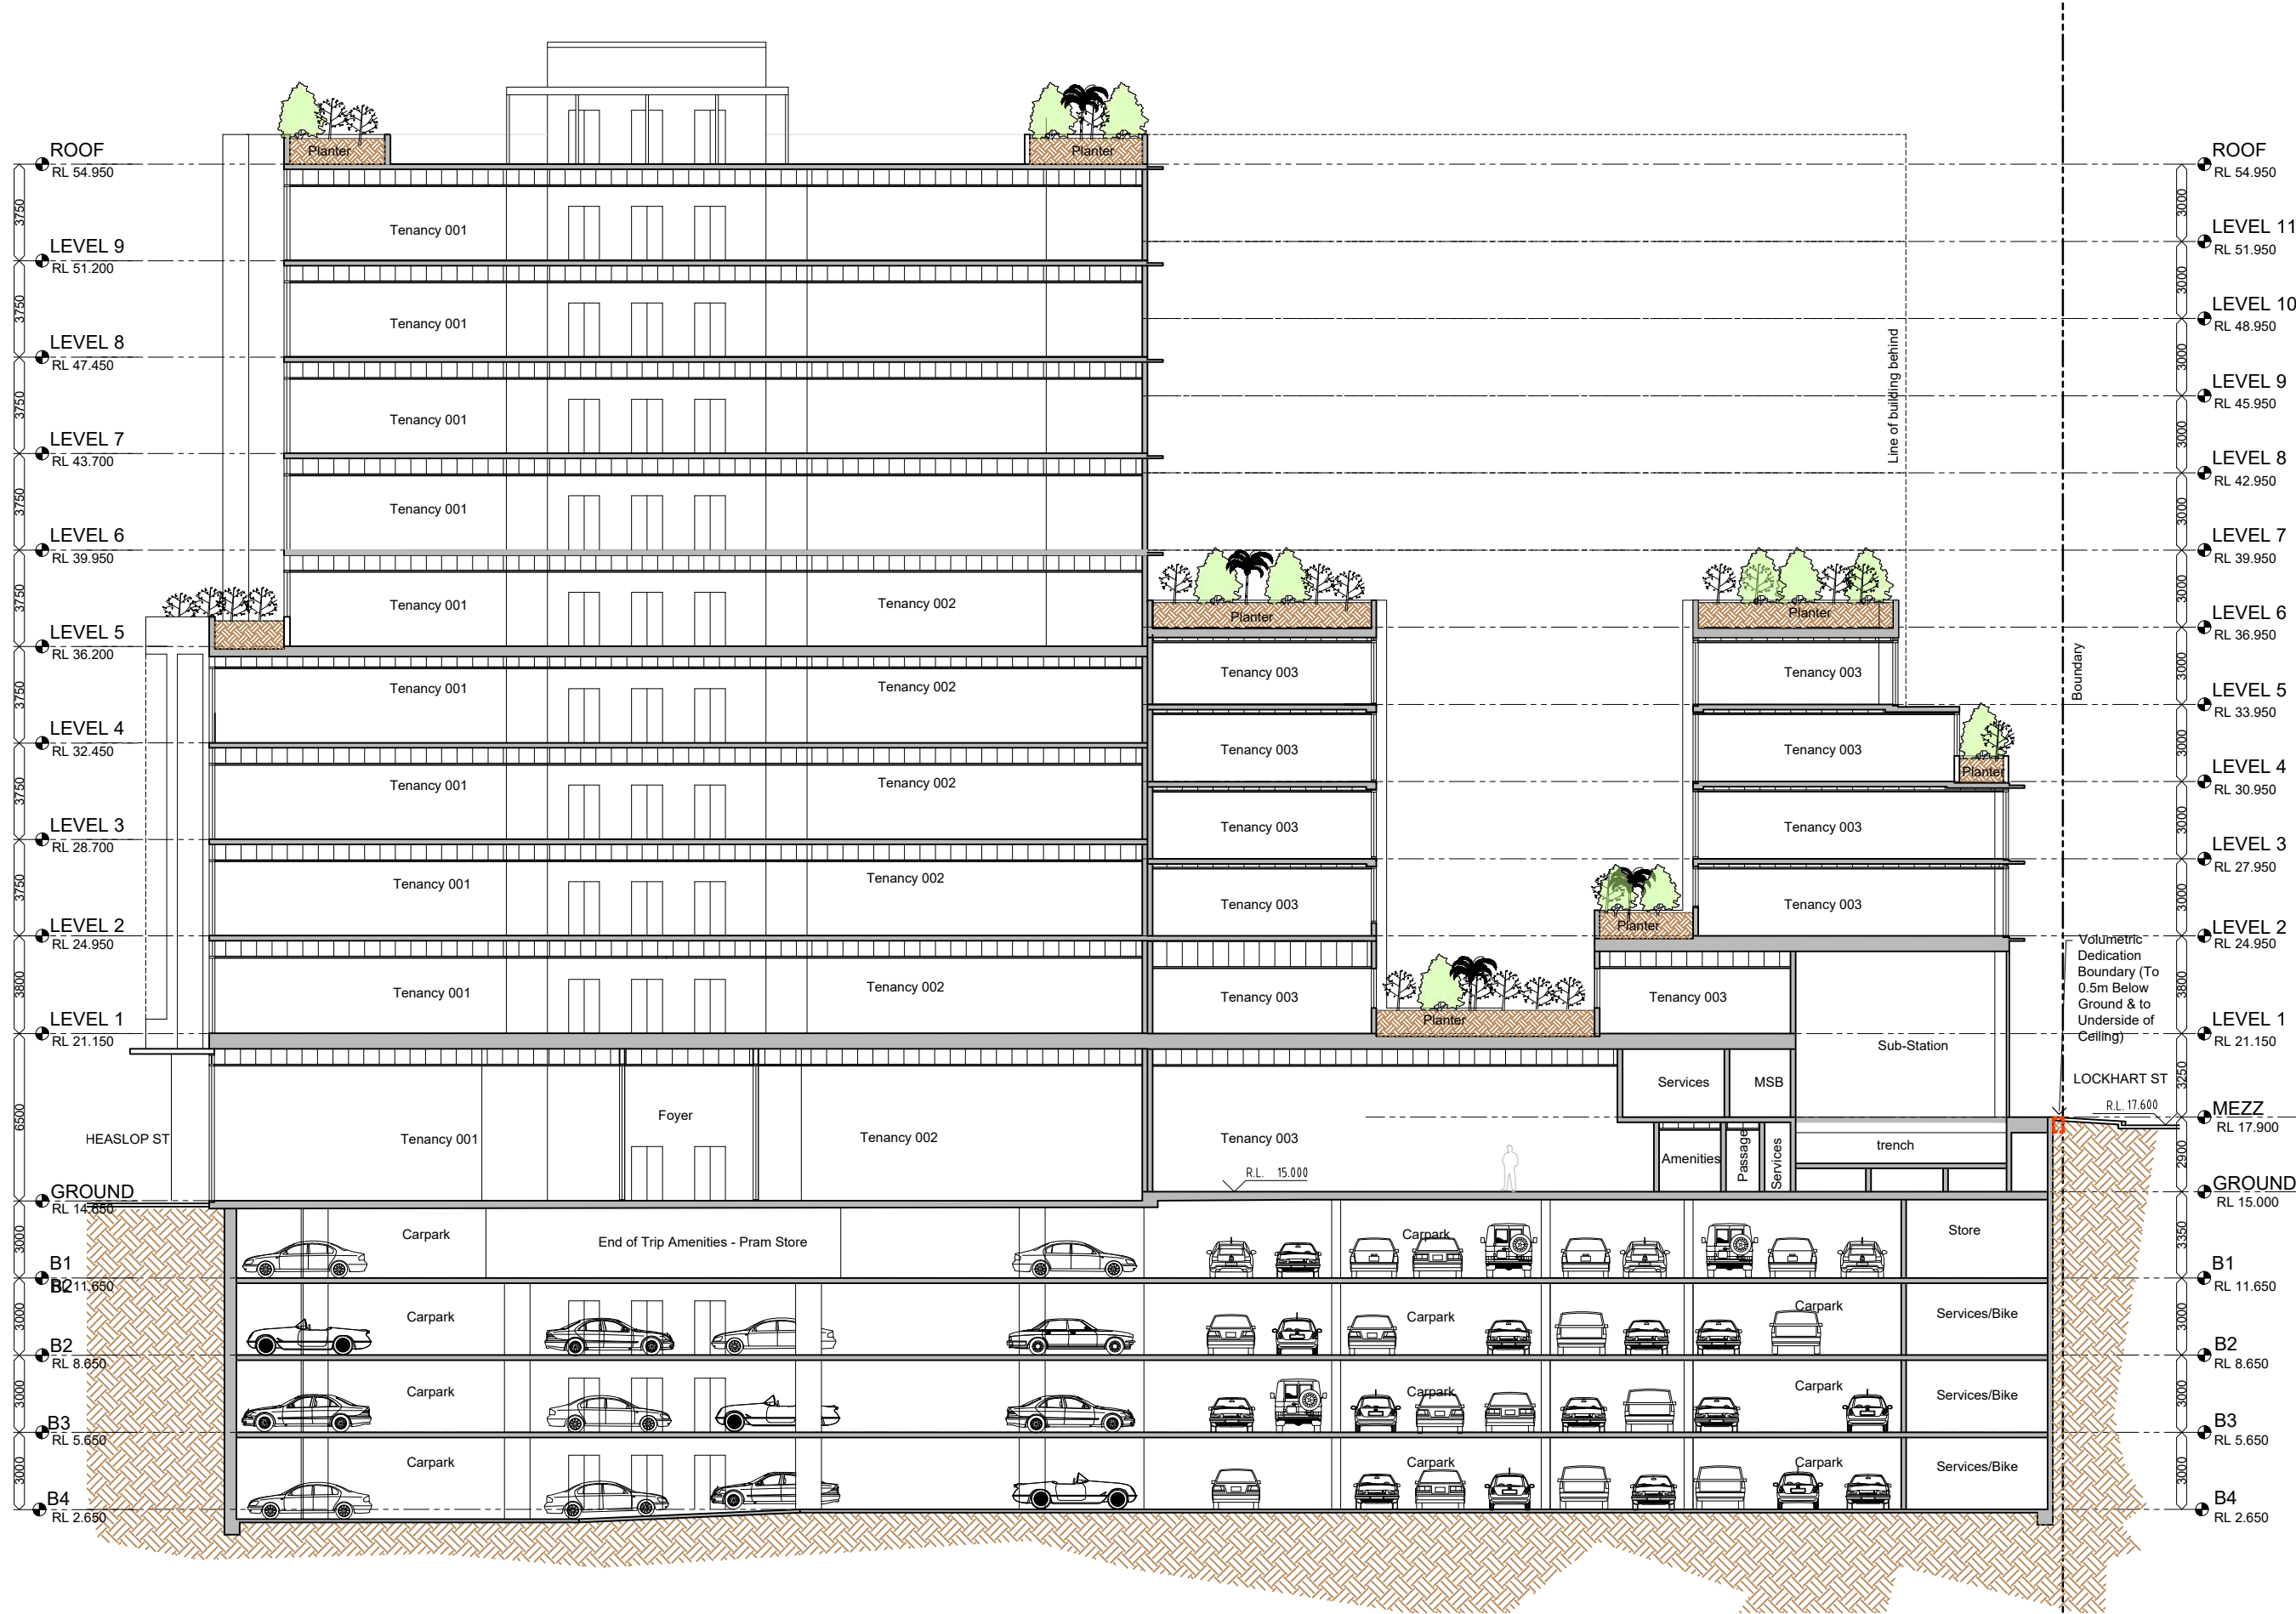 Planter
Planter
ROOF
RL 54.950
3750
Tenancy 001
LEVEL 9
RL 51.200
3750
Tenancy 001
LEVEL 8
RL 47.450
3750
Tenancy 001
LEVEL 7
RL 43.700
3750
Tenancy 001
LEVEL 6
RL 39.950
3750
Tenancy 001
Tenancy 002
LEVEL 5
RL 36.200
3750
Tenancy 001
Tenancy 002
LEVEL 4
RL 32.450
3750
Tenancy 001
Tenancy 002
LEVEL 3
RL 28.700
3750
Tenancy 001
Tenancy 002
LEVEL 2
RL 24.950
3800
Tenancy 001
Tenancy 002
LEVEL 1
RL 21.150
6500
HEASLOP ST
Tenancy 001
Foyer
Tenancy 002
GROUND
RL 14.650
3000
Carpark
End of Trip Amenities - Pram Store
B1
RL 11.650
B2
3000
Carpark
B2
RL 8.650
3000
Carpark
B3
RL 5.650
3000
Carpark
B4
RL 2.650
Planter
Planter
Tenancy 003
Tenancy 003
Tenancy 003
Tenancy 003
Planter
Tenancy 003
Tenancy 003
Tenancy 003
Tenancy 003
Planter
Tenancy 003
Planter
Tenancy 003
Sub-Station
Services
MSB
Tenancy 003
R.L. 15.000
Amenities
Passage
Services
trench
Carpark
Store
Carpark
Carpark
Services/Bike
Carpark
Carpark
Services/Bike
Carpark
Carpark
Services/Bike
Line of building behind
Boundary
Volumetric
Dedication
Boundary (To
0.5m Below
Ground & to
Underside of
Ceiling)
LOCKHART ST
R.L. 17.600
ROOF
RL 54.950
3000
LEVEL 11
RL 51.950
3000
LEVEL 10
RL 48.950
3000
LEVEL 9
RL 45.950
3000
LEVEL 8
RL 42.950
3000
LEVEL 7
RL 39.950
3000
LEVEL 6
RL 36.950
3000
LEVEL 5
RL 33.950
3000
LEVEL 4
RL 30.950
3000
LEVEL 3
RL 27.950
3000
LEVEL 2
RL 24.950
3800
LEVEL 1
RL 21.150
3250
MEZZ
RL 17.900
2900
GROUND
RL 15.000
3350
B1
RL 11.650
3000
B2
RL 8.650
3000
B3
RL 5.650
3000
B4
RL 2.650